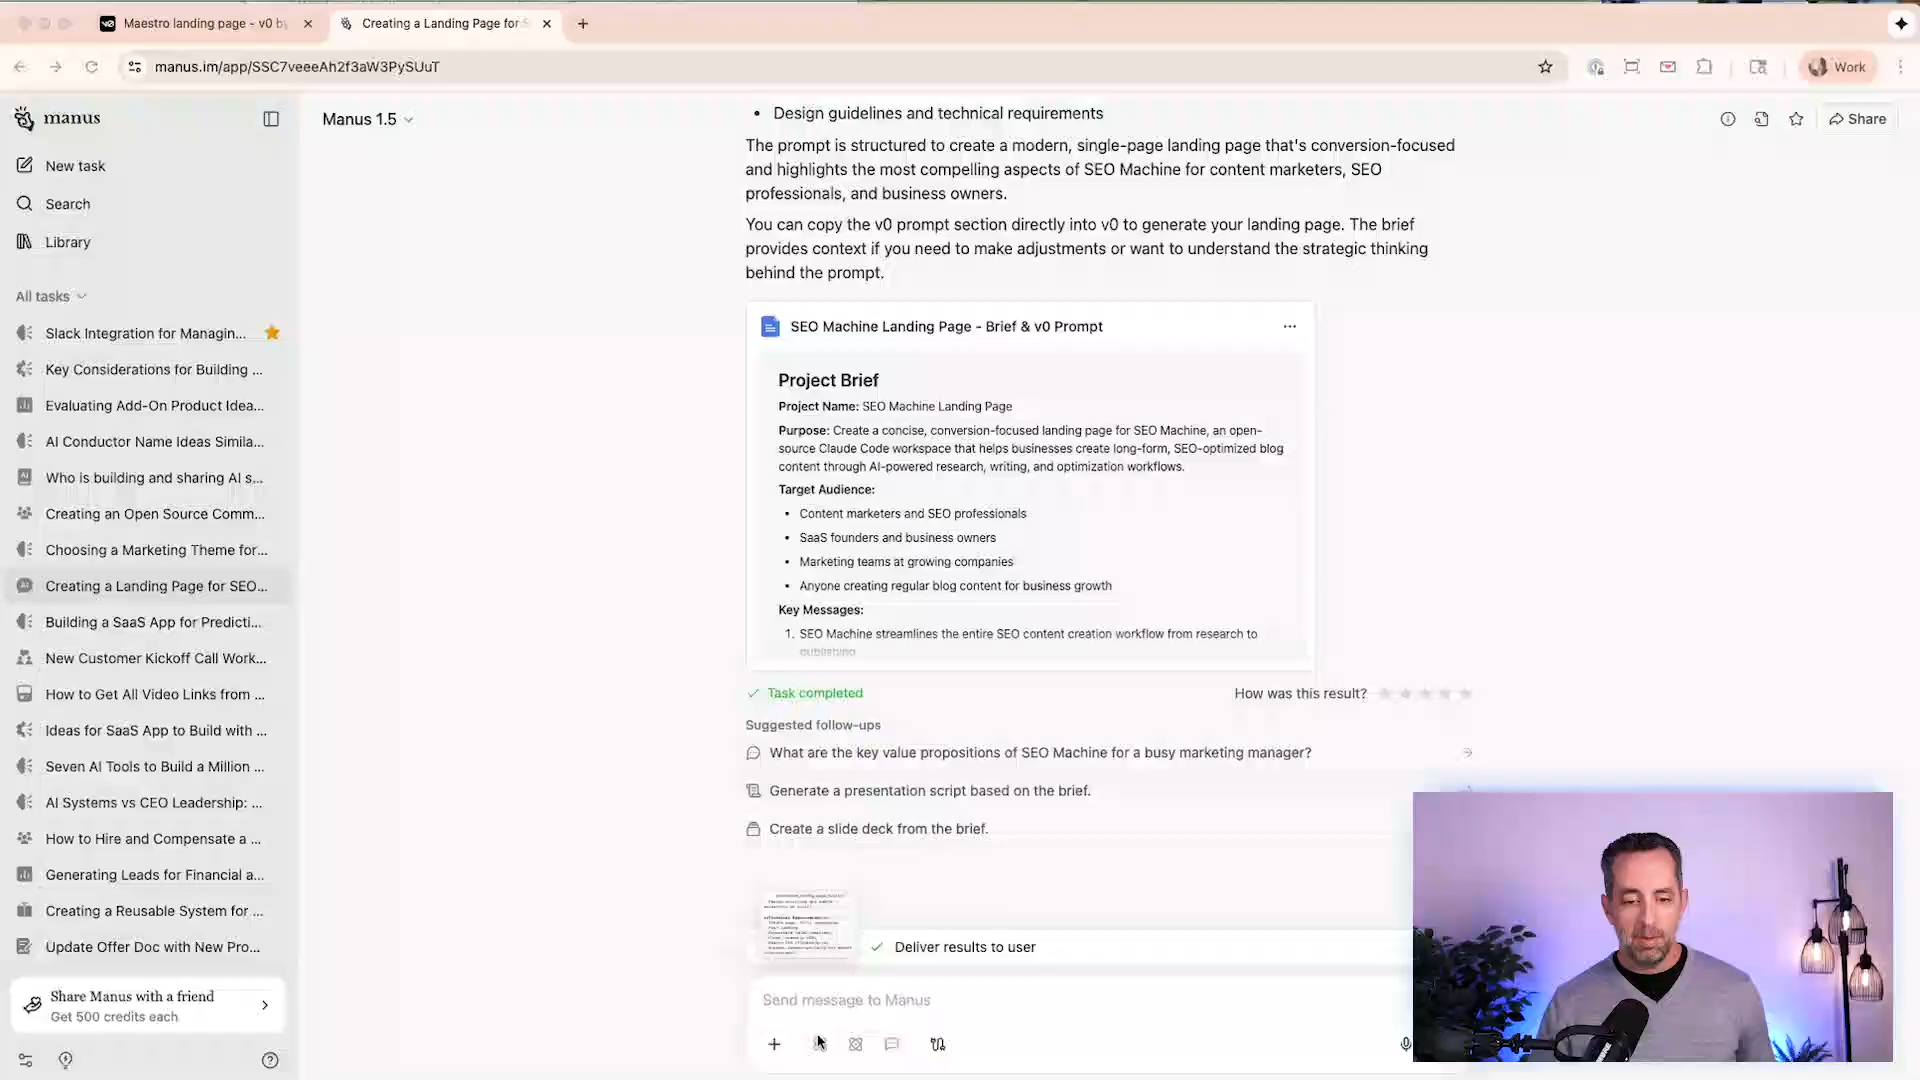 Maestro landing page - v0 by
Creating a Landing Page for S
manus.im/app/SSC7veeeAh2f3aW3PySUuT
Work
manus
New task
Search
Library
All tasks
Slack Integration for Managin...
Key Considerations for Building ...
Evaluating Add-On Product Idea...
AI Conductor Name Ideas Simila...
Who is building and sharing AI s...
Creating an Open Source Comm...
Choosing a Marketing Theme for...
Creating a Landing Page for SEO...
Building a SaaS App for Predicti...
New Customer Kickoff Call Work...
How to Get All Video Links from ...
Ideas for SaaS App to Build with ...
Seven AI Tools to Build a Million ...
AI Systems vs CEO Leadership: ...
How to Hire and Compensate a ...
Generating Leads for Financial a...
Creating a Reusable System for ...
Update Offer Doc with New Pro...
Share Manus with a friend
Get 500 credits each
Manus 1.5
Share
• Design guidelines and technical requirements
The prompt is structured to create a modern, single-page landing page that's conversion-focused
and highlights the most compelling aspects of SEO Machine for content marketers, SEO
professionals, and business owners.
You can copy the v0 prompt section directly into v0 to generate your landing page. The brief
provides context if you need to make adjustments or want to understand the strategic thinking
behind the prompt.
SEO Machine Landing Page - Brief & v0 Prompt
Project Brief
Project Name: SEO Machine Landing Page
Purpose: Create a concise, conversion-focused landing page for SEO Machine, an open-
source Claude Code workspace that helps businesses create long-form, SEO-optimized blog
content through AI-powered research, writing, and optimization workflows.
Target Audience:
• Content marketers and SEO professionals
• SaaS founders and business owners
• Marketing teams at growing companies
• Anyone creating regular blog content for business growth
Key Messages:
1. SEO Machine streamlines the entire SEO content creation workflow from research to
publishing
Task completed
How was this result?
Suggested follow-ups
What are the key value propositions of SEO Machine for a busy marketing manager?
Generate a presentation script based on the brief.
Create a slide deck from the brief.
Deliver results to user
Send message to Manus